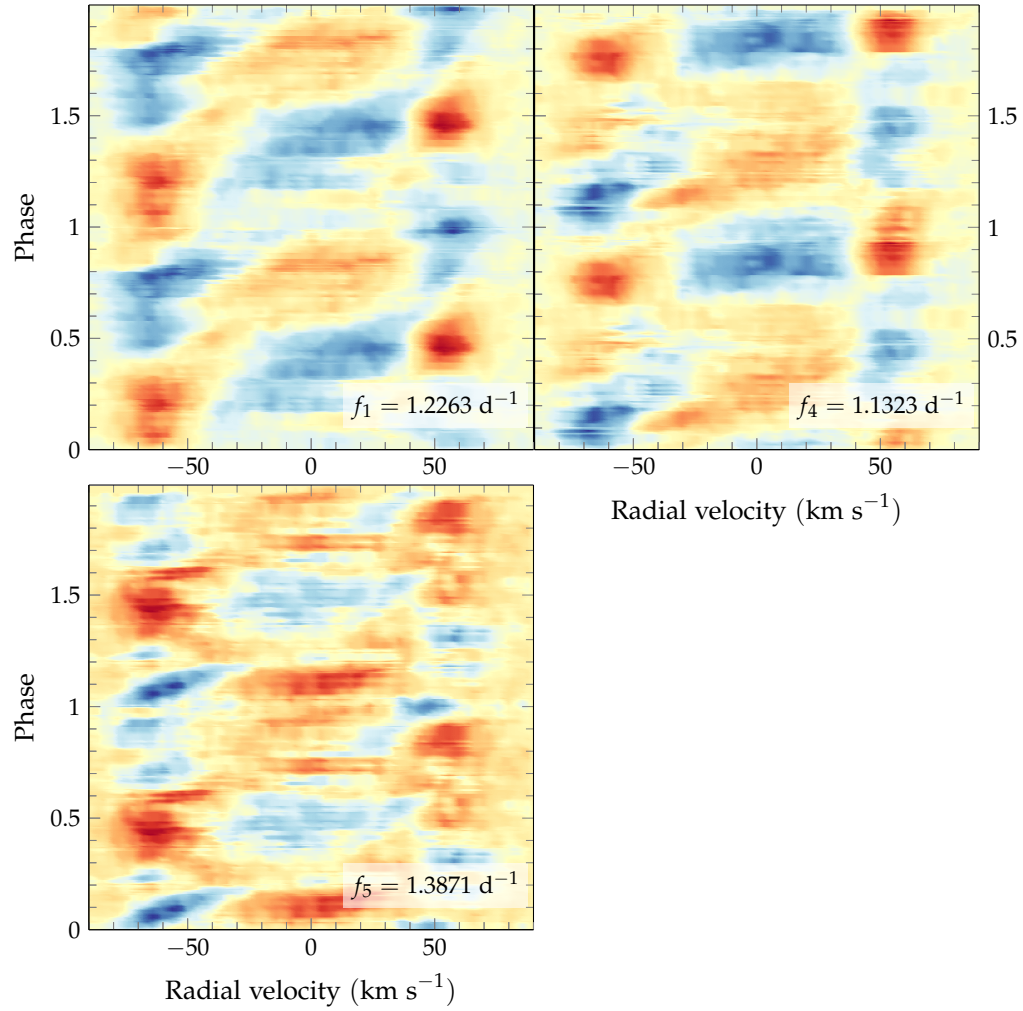 1.5
1
0.5
0
Phase
f₁ = 1.2263 d⁻¹
−50 0 50
f₄ = 1.1323 d⁻¹
1.5
1
0.5
−50 0 50
Radial velocity (km s⁻¹)
1.5
1
0.5
0
Phase
f₅ = 1.3871 d⁻¹
−50 0 50
Radial velocity (km s⁻¹)